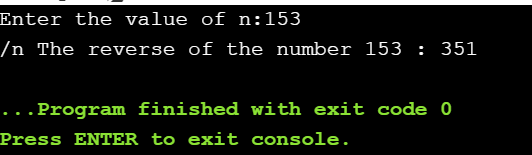 Enter the value of n:153
/n The reverse of the number 153 : 351
...Program finished with exit code 0
Press ENTER to exit console.